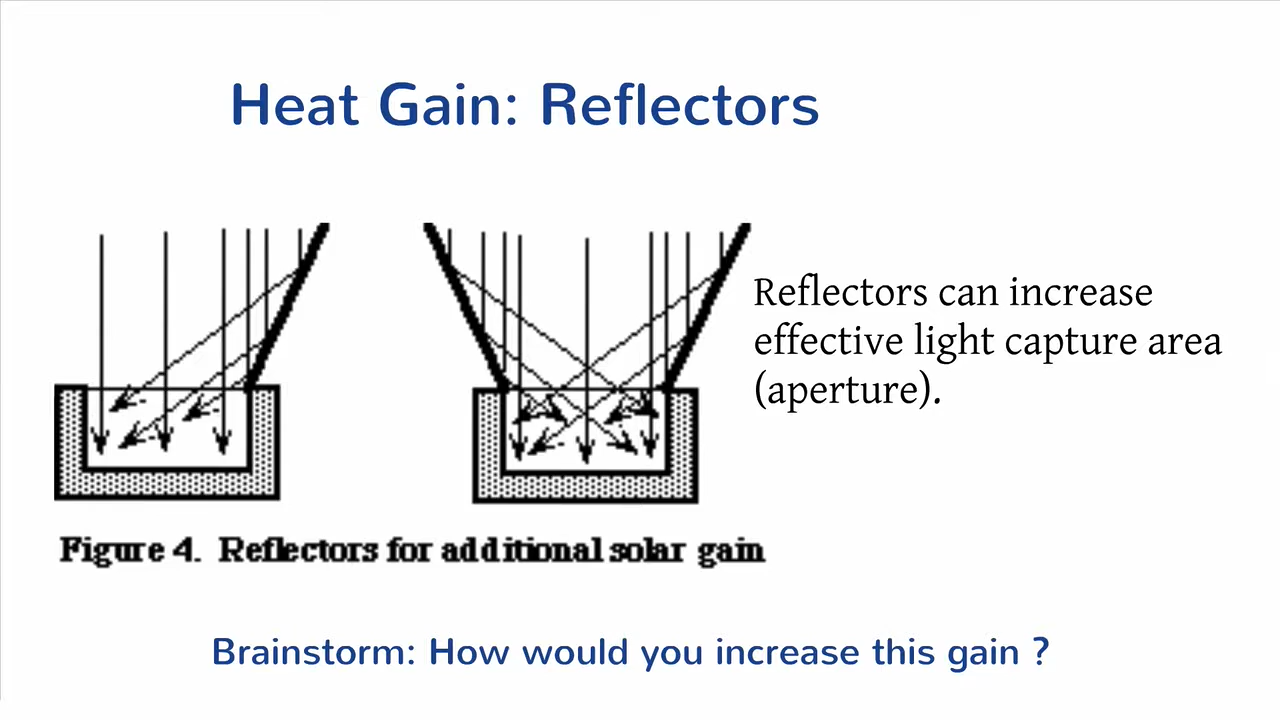 Heat Gain: Reflectors
Reflectors can increase
effective light capture area
(aperture).
Figure 4. Reflectors for additional solar gain
Brainstorm: How would you increase this gain ?